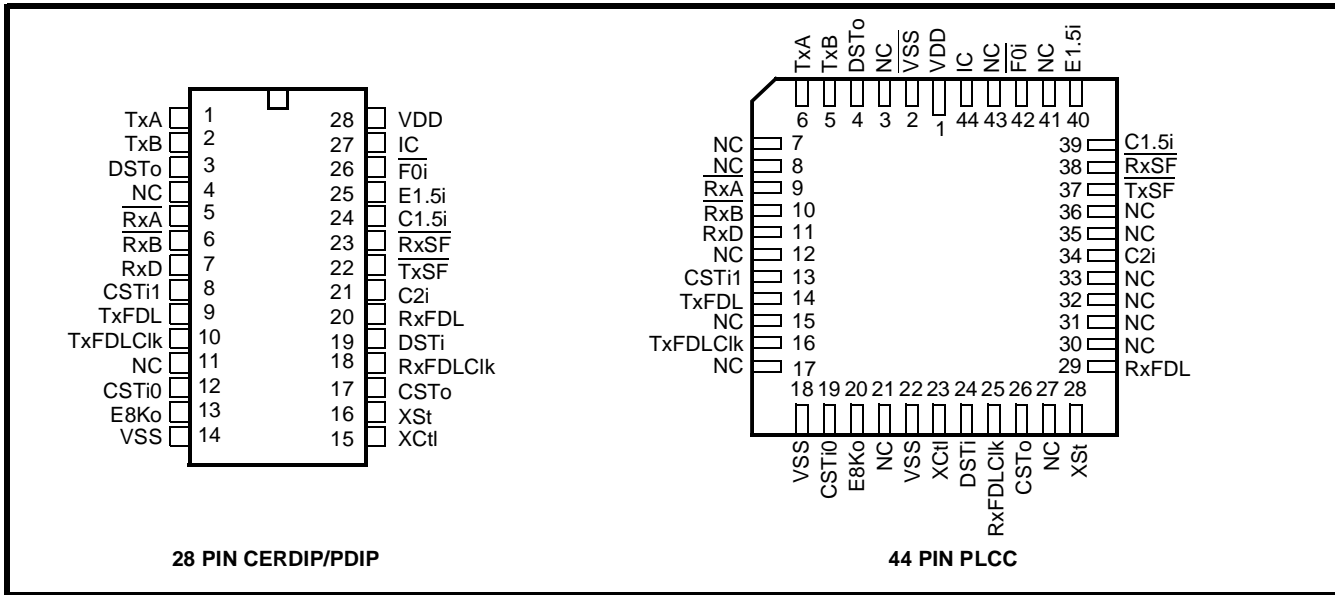 TxA 1 28 VDD
TxB 2 27 IC
DSTo 3 26 F0i
NC 4 25 E1.5i
RxA 5 24 C1.5i
RxB 6 23 RxSF
RxD 7 22 TxSF
CSTi1 8 21 C2i
TxFDL 9 20 RxFDL
TxFDLClk 10 19 DSTi
NC 11 18 RxFDLClk
CSTi0 12 17 CSTo
E8Ko 13 16 XSt
VSS 14 15 XCtl
28 PIN CERDIP/PDIP
TxA TxB DSTo NC VSS VDD IC NC F0i NC E1.5i
6 5 4 3 2 1 44 43 42 41 40
NC 7 39 C1.5i
NC 8 38 RxSF
RxA 9 37 TxSF
RxB 10 36 NC
RxD 11 35 NC
NC 12 34 C2i
CSTi1 13 33 NC
TxFDL 14 32 NC
NC 15 31 NC
TxFDLClk 16 30 NC
NC 17 29 RxFDL
18 19 20 21 22 23 24 25 26 27 28
VSS CSTi0 E8Ko NC VSS XCtl DSTi RxFDLClk CSTo NC XSt
44 PIN PLCC